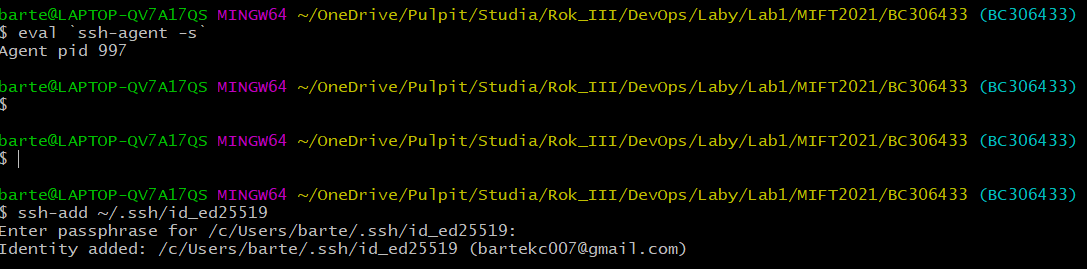 barte@LAPTOP-QV7A17QS MINGW64 ~/OneDrive/Pulpit/Studia/Rok_III/DevOps/Laby/Lab1/MIFT2021/BC306433 (BC306433)
$ eval `ssh-agent -s`
Agent pid 997
barte@LAPTOP-QV7A17QS MINGW64 ~/OneDrive/Pulpit/Studia/Rok_III/DevOps/Laby/Lab1/MIFT2021/BC306433 (BC306433)
$
barte@LAPTOP-QV7A17QS MINGW64 ~/OneDrive/Pulpit/Studia/Rok_III/DevOps/Laby/Lab1/MIFT2021/BC306433 (BC306433)
$
barte@LAPTOP-QV7A17QS MINGW64 ~/OneDrive/Pulpit/Studia/Rok_III/DevOps/Laby/Lab1/MIFT2021/BC306433 (BC306433)
$ ssh-add ~/.ssh/id_ed25519
Enter passphrase for /c/Users/barte/.ssh/id_ed25519:
Identity added: /c/Users/barte/.ssh/id_ed25519 (bartekc007@gmail.com)